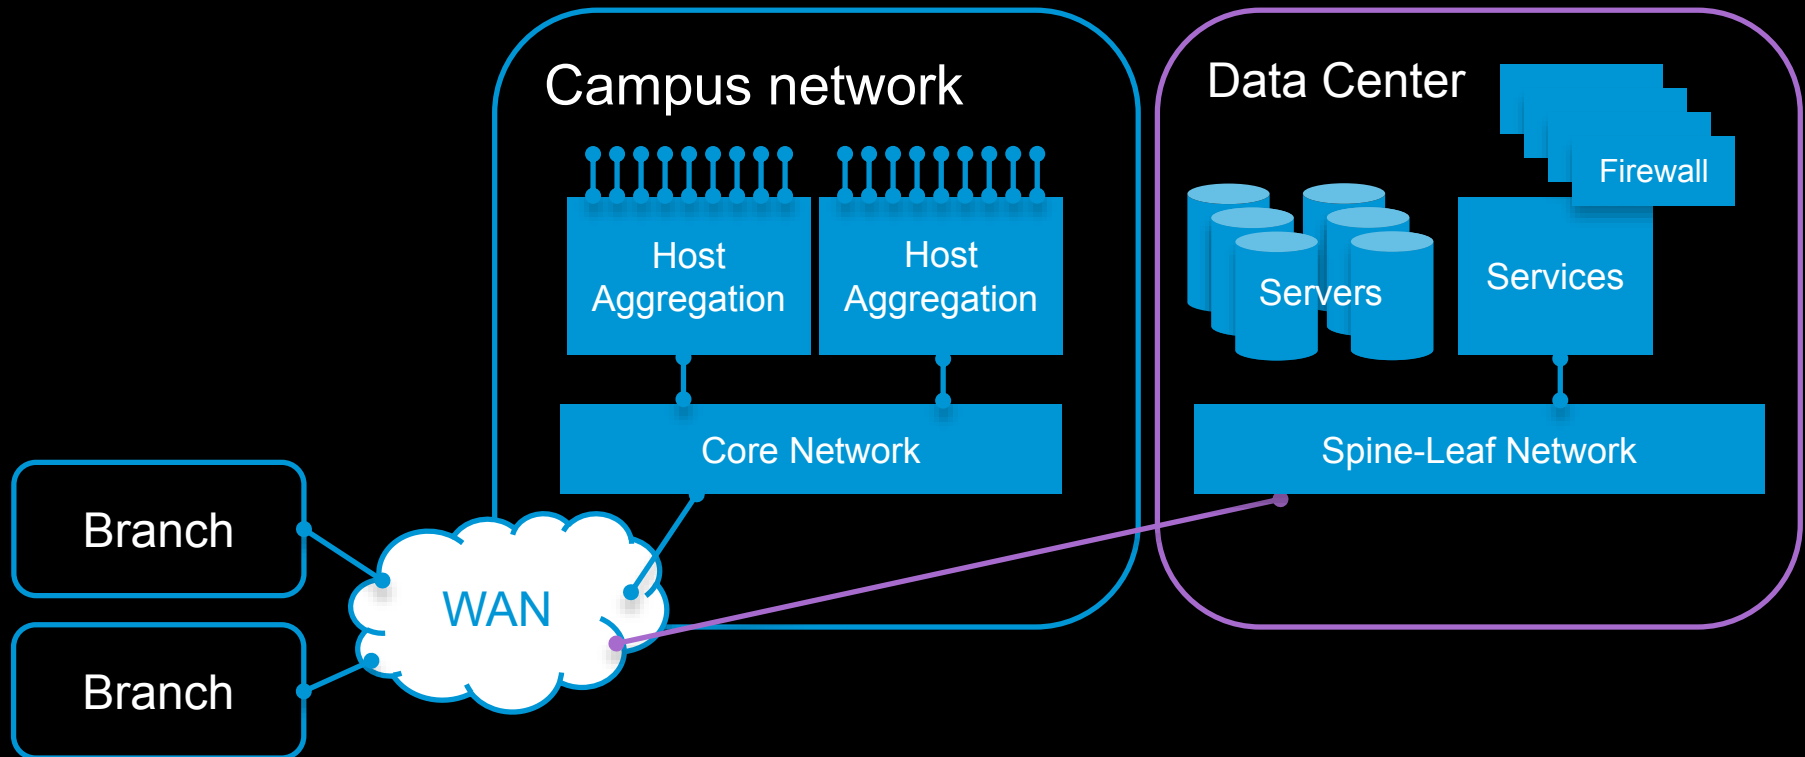 Campus network
Data Center
Firewall
Host
Aggregation
Host
Aggregation
Servers
Services
Core Network
Spine-Leaf Network
Branch
WAN
Branch